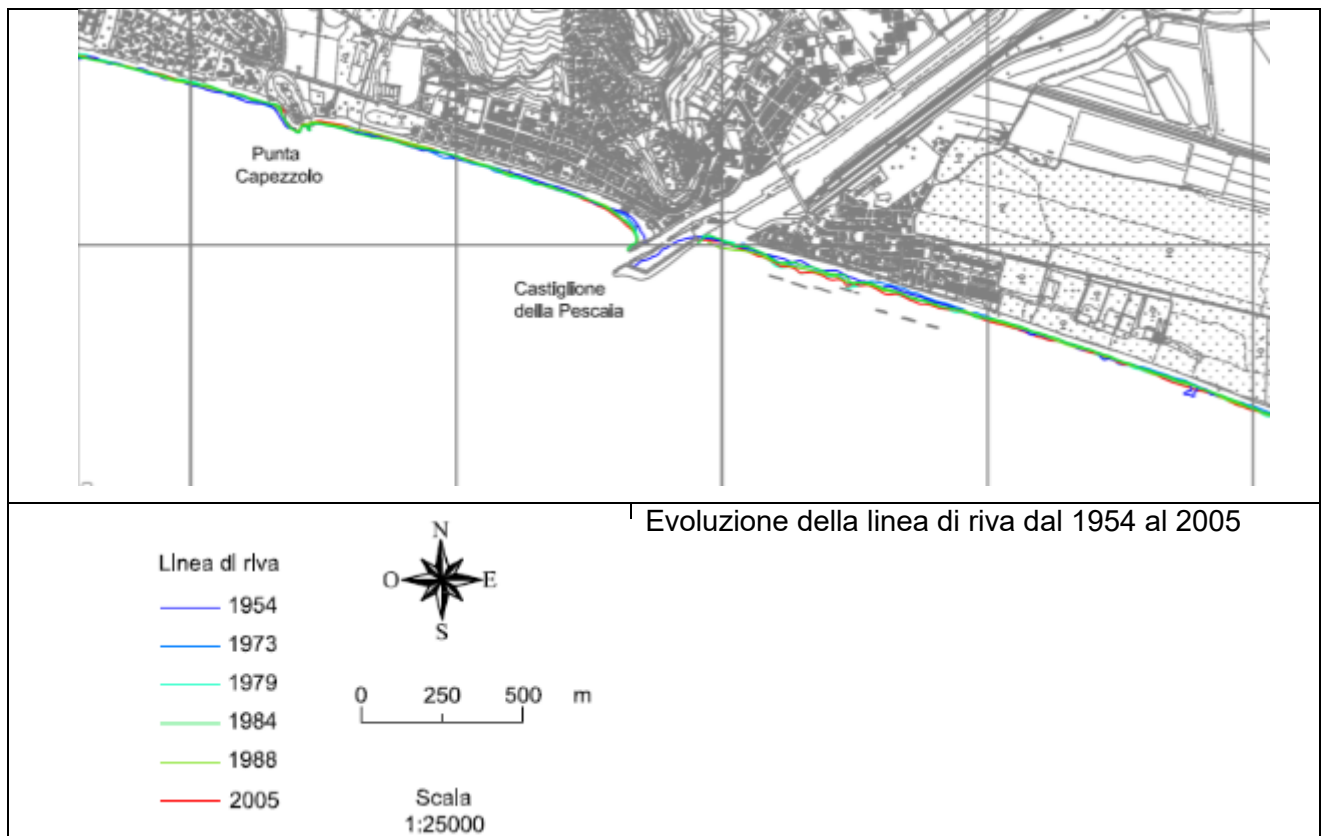 Punta
Capezzolo
Castiglione
della Pescaia
Evoluzione della linea di riva dal 1954 al 2005
Linea di riva
1954
1973
1979
1984
1988
2005
N
O E
S
0 250 500 m
Scala
1:25000